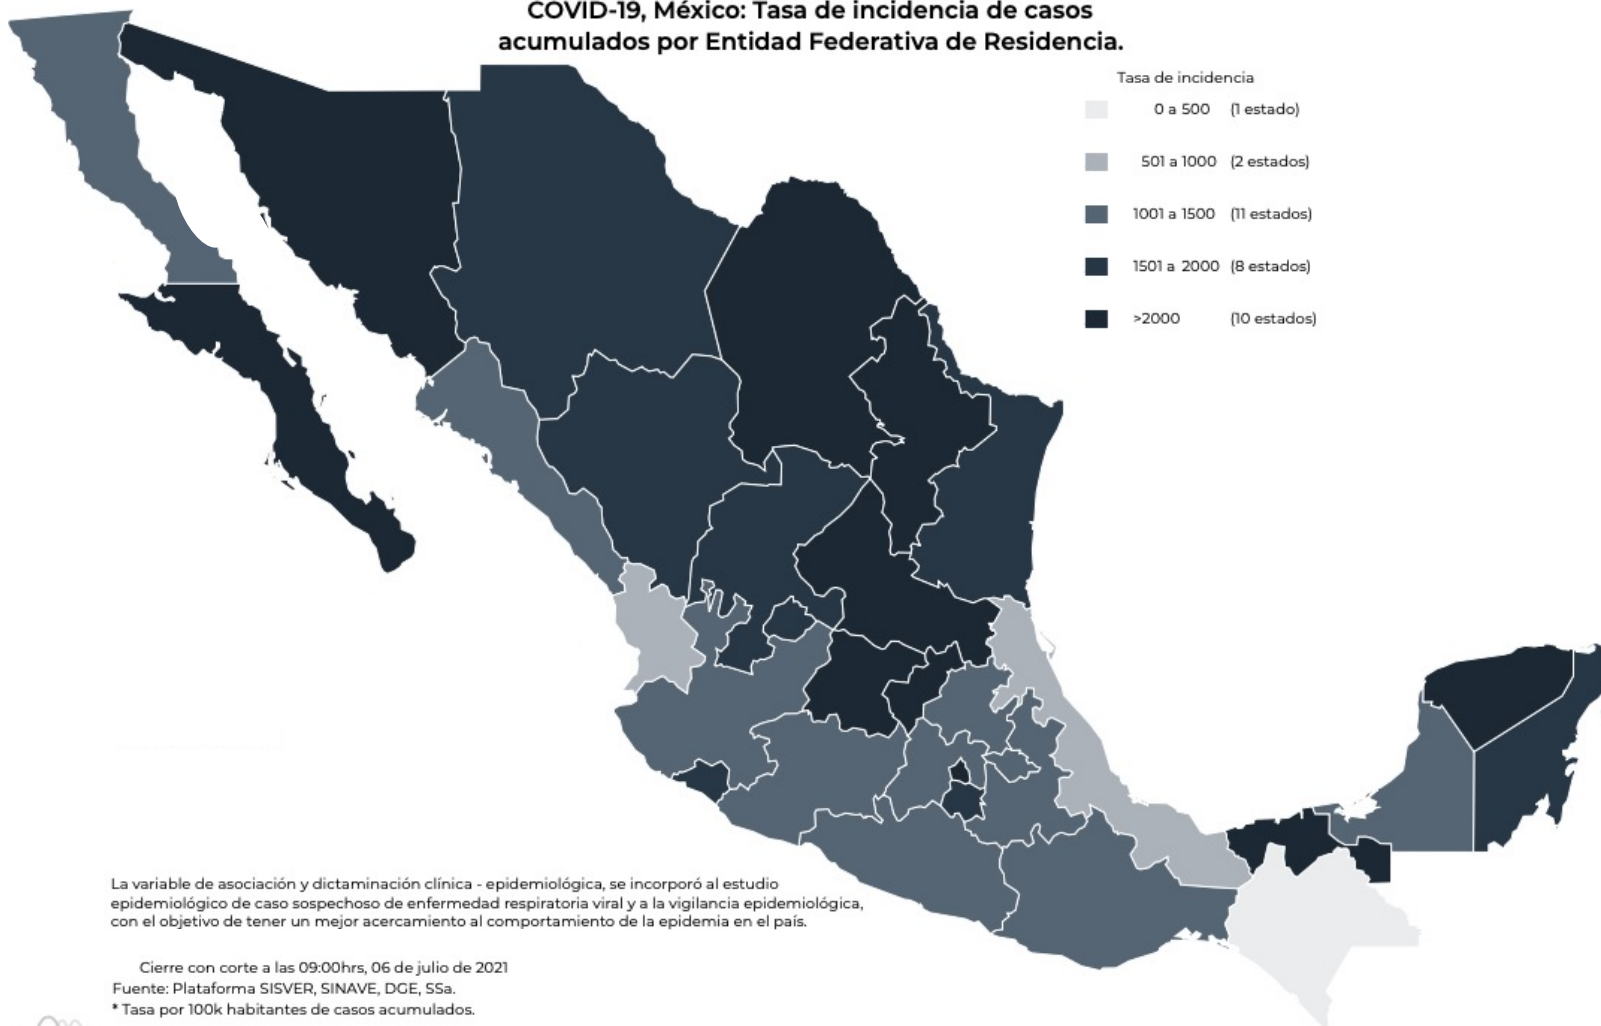 COVID-19, México: Tasa de incidencia de casos
acumulados por Entidad Federativa de Residencia.
Tasa de incidencia
0 a 500 (1 estado)
501 a 1000 (2 estados)
1001 a 1500 (11 estados)
1501 a 2000 (8 estados)
>2000 (10 estados)
La variable de asociación y dictaminación clínica - epidemiológica, se incorporó al estudio
epidemiológico de caso sospechoso de enfermedad respiratoria viral y a la vigilancia epidemiológica,
con el objetivo de tener un mejor acercamiento al comportamiento de la epidemia en el país.
Cierre con corte a las 09:00hrs, 06 de julio de 2021
Fuente: Plataforma SISVER, SINAVE, DGE, SSa.
* Tasa por 100k habitantes de casos acumulados.